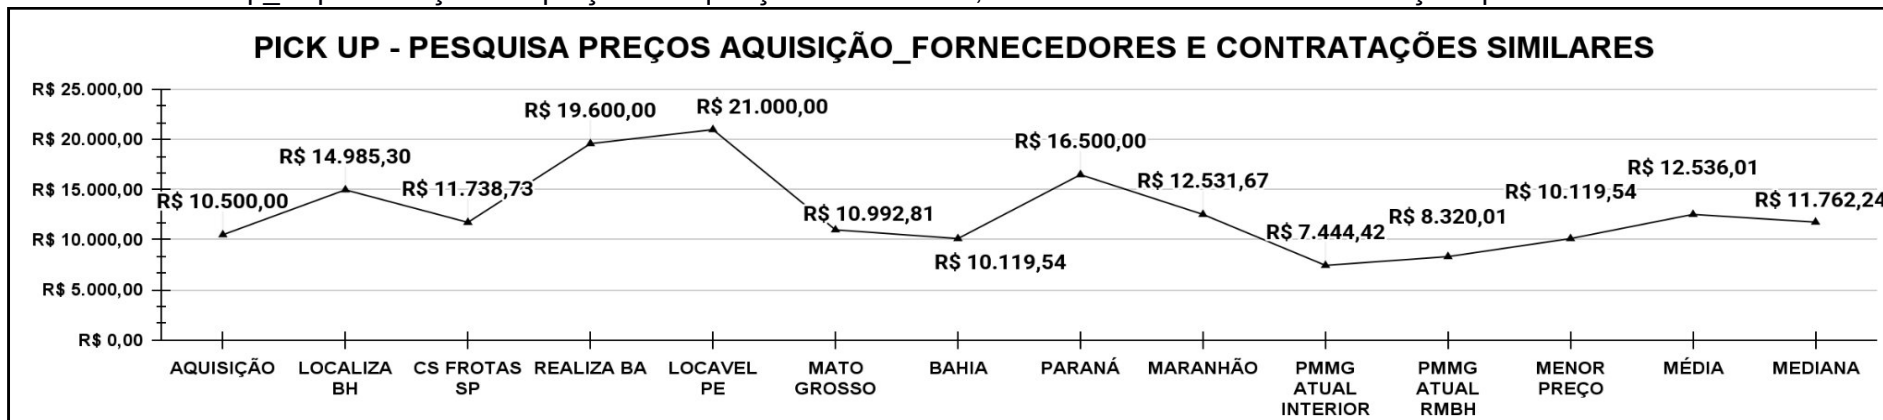 PICK UP - PESQUISA PREÇOS AQUISIÇÃO_FORNECEDORES E CONTRATAÇÕES SIMILARES
R$ 25.000,00
R$ 20.000,00
R$ 15.000,00
R$ 10.000,00
R$ 5.000,00
R$ 0,00
R$ 10.500,00
R$ 14.985,30
R$ 11.738,73
R$ 19.600,00
R$ 21.000,00
R$ 10.992,81
R$ 10.119,54
R$ 16.500,00
R$ 12.531,67
R$ 7.444,42
R$ 8.320,01
R$ 10.119,54
R$ 12.536,01
R$ 11.762,24
AQUISIÇÃO
LOCALIZA
BH
CS FROTAS
SP
REALIZA BA
LOCAVEL
PE
MATO
GROSSO
BAHIA
PARANÁ
MARANHÃO
PMMG
ATUAL
INTERIOR
PMMG
ATUAL
RMBH
MENOR
PREÇO
MÉDIA
MEDIANA